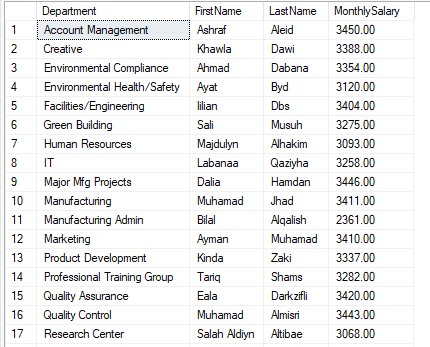 Department FirstName LastName MonthlySalary
1 Account Management Ashraf Aleid 3450.00
2 Creative Khawla Dawi 3388.00
3 Environmental Compliance Ahmad Dabana 3354.00
4 Environmental Health/Safety Ayat Byd 3120.00
5 Facilities/Engineering lilian Dbs 3404.00
6 Green Building Sali Musuh 3275.00
7 Human Resources Majdulyn Alhakim 3093.00
8 IT Labanaa Qaziyha 3258.00
9 Major Mfg Projects Dalia Hamdan 3446.00
10 Manufacturing Muhamad Jhad 3411.00
11 Manufacturing Admin Bilal Alqalish 2361.00
12 Marketing Ayman Muhamad 3410.00
13 Product Development Kinda Zaki 3337.00
14 Professional Training Group Tariq Shams 3282.00
15 Quality Assurance Eala Darkzifli 3420.00
16 Quality Control Muhamad Almisri 3443.00
17 Research Center Salah Aldiyn Altibae 3068.00